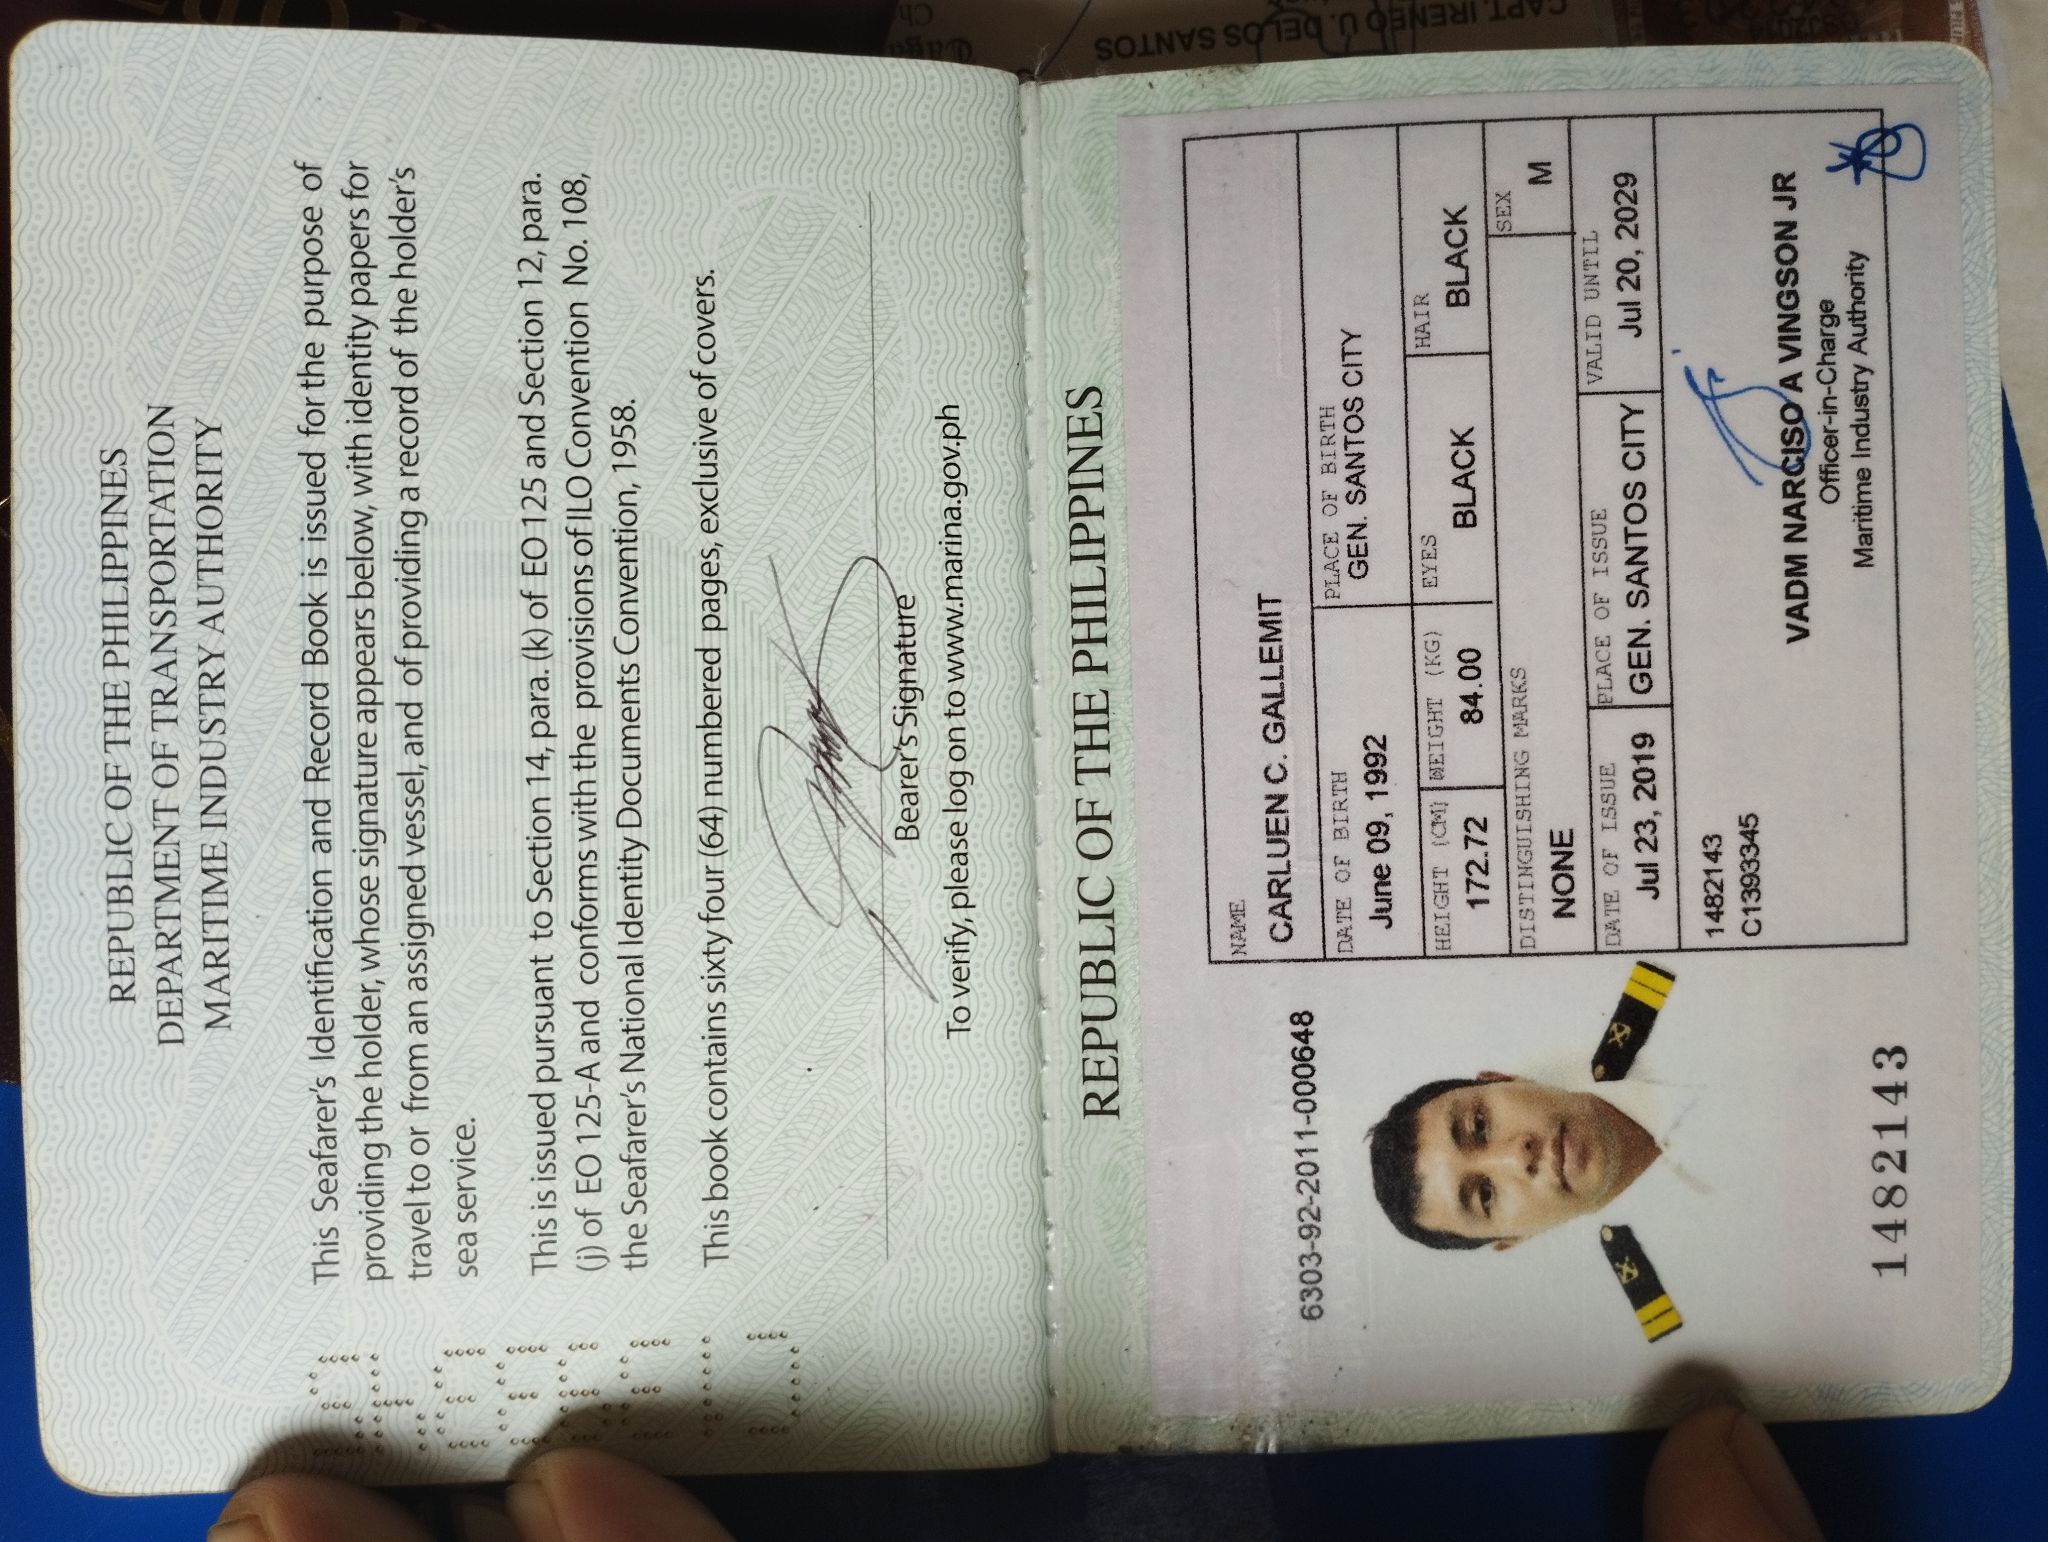 REPUBLIC OF THE PHILIPPINES
DEPARTMENT OF TRANSPORTATION
MARITIME INDUSTRY AUTHORITY
This Seafarer's Identification and Record Book is issued for the purpose of
providing the holder, whose signature appears below, with identity papers for
travel to or from an assigned vessel, and of providing a record of the holder's
sea service.
This is issued pursuant to Section 14, para. (k) of EO 125 and Section 12, para.
(j) of EO 125-A and conforms with the provisions of ILO Convention No. 108,
the Seafarer's National Identity Documents Convention, 1958.
This book contains sixty four (64) numbered pages, exclusive of covers.
Bearer's Signature
To verify, please log on to www.marina.gov.ph
REPUBLIC OF THE PHILIPPINES
6303-92-2011-000648
NAME
CARLUEN C. GALLEMIT
DATE OF BIRTH PLACE OF BIRTH
June 09, 1992 GEN. SANTOS CITY
HEIGHT (CM) WEIGHT (KG) EYES HAIR
172.72 84.00 BLACK BLACK
DISTINGUISHING MARKS SEX
NONE M
DATE OF ISSUE PLACE OF ISSUE VALID UNTIL
Jul 23, 2019 GEN. SANTOS CITY Jul 20, 2029
1482143
C1393345
VADM NARCISO A VINGSON JR
Officer-in-Charge
Maritime Industry Authority
1482143
CAPT. IRENEO U. DELOS SANTOS